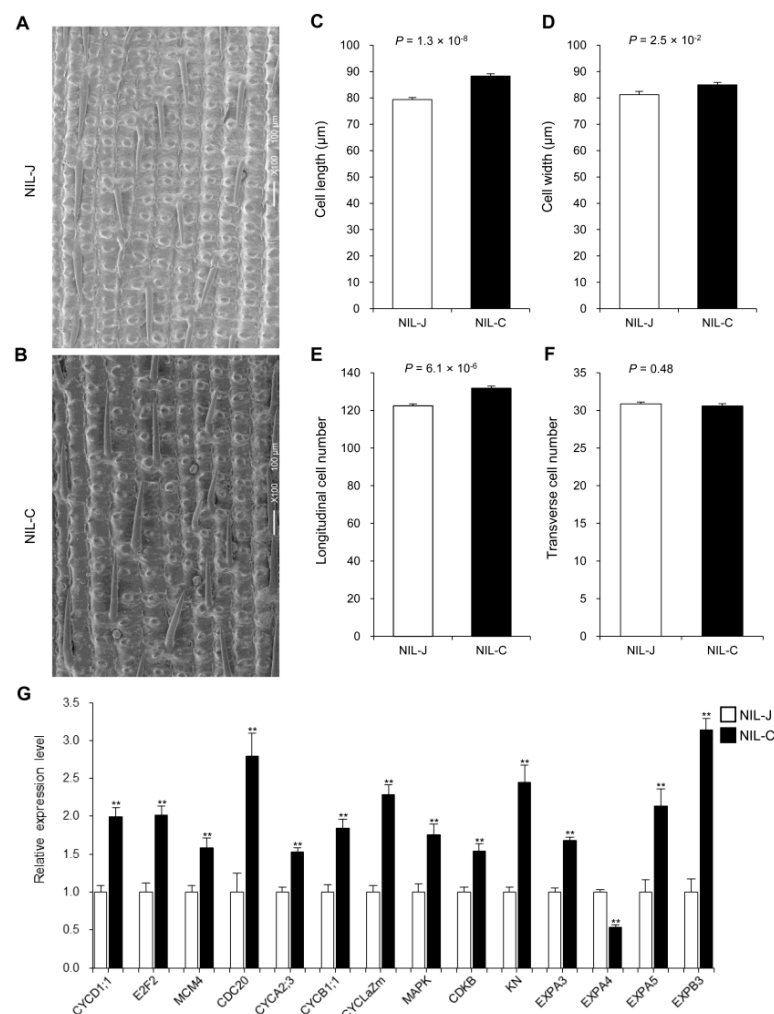 A
NIL-J
X100 100 µm
B
NIL-C
X100 100 µm
C
P = 1.3 × 10-8
Cell length (µm)
100
90
80
70
60
50
40
30
20
10
0
NIL-J NIL-C
D
P = 2.5 × 10-2
Cell width (µm)
100
90
80
70
60
50
40
30
20
10
0
NIL-J NIL-C
E
P = 6.1 × 10-6
Longitudinal cell number
140
120
100
80
60
40
20
0
NIL-J NIL-C
F
P = 0.48
Transverse cell number
35
30
25
20
15
10
5
0
NIL-J NIL-C
G
Relative expression level
3.5
3.0
2.5
2.0
1.5
1.0
0.5
0.0
** ** ** ** ** ** ** ** ** ** ** ** ** **
NIL-J
NIL-C
CYCD1;1 E2F2 MCM4 CDC20 CYCA2;3 CYCB1;1 CYCLaZm MAPK CDKB KN EXPA3 EXPA4 EXPA5 EXPB3